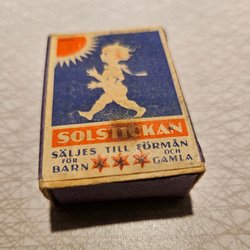 SOLSTICKAN
SÄLJES TILL FÖRMÅN
FÖR OCH
BARN GAMLA